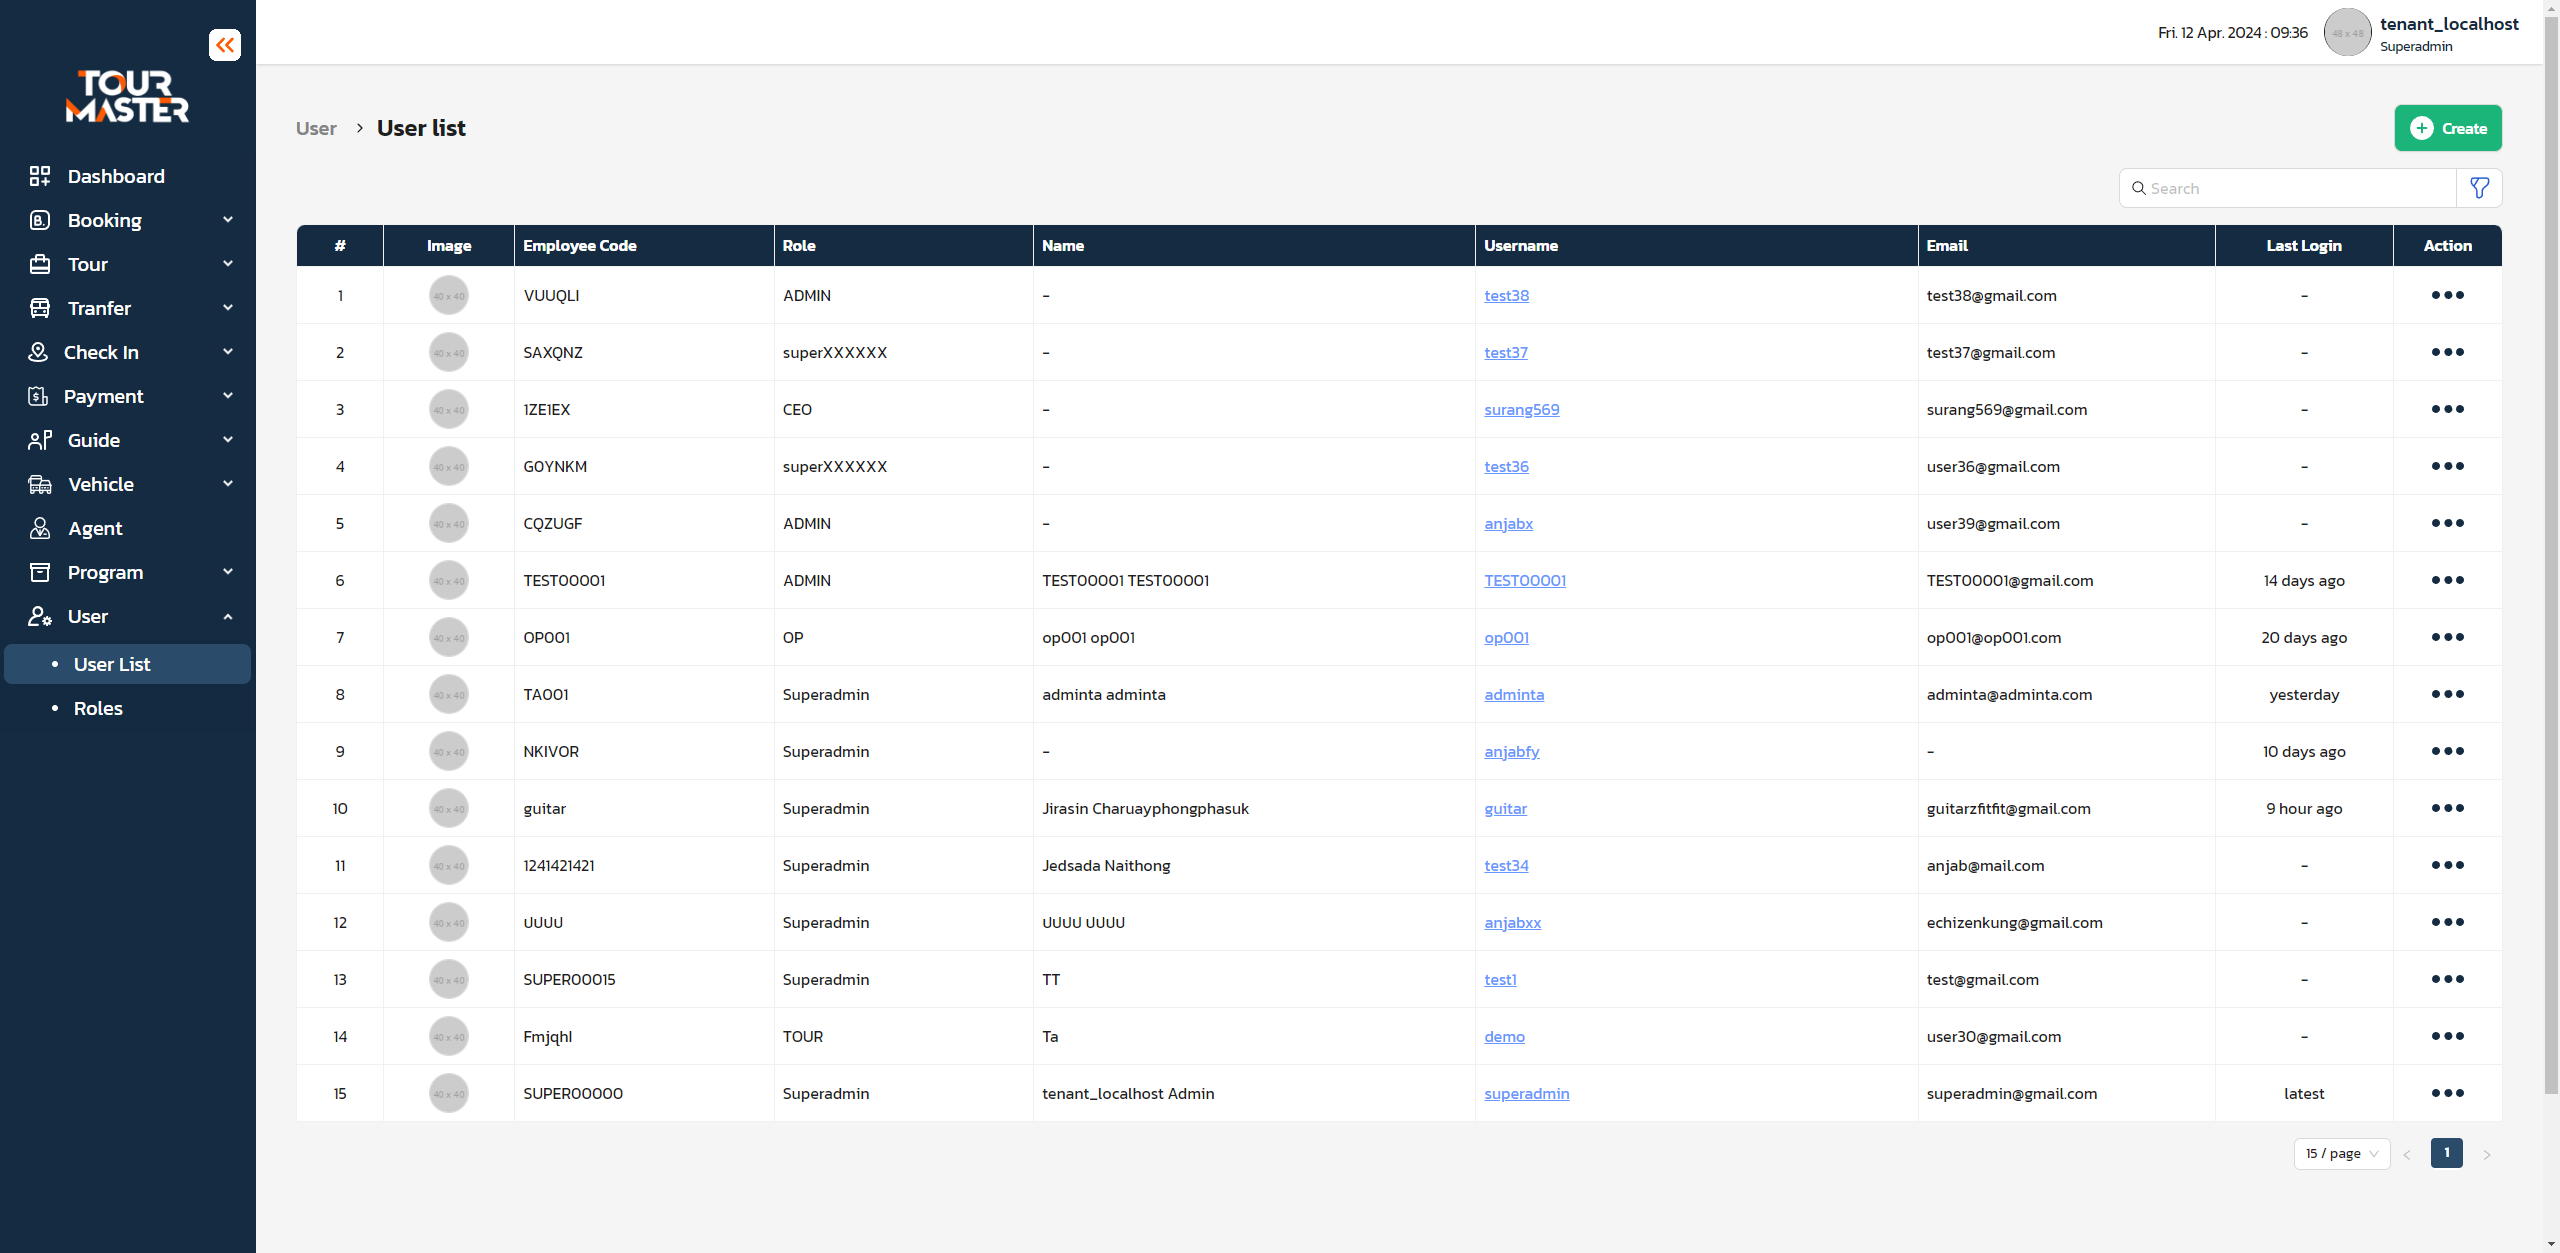 Fri. 12 Apr. 2024 : 09:36
48 x 48
tenant_localhost
Superadmin
TOUR
MASTER
Dashboard
Booking
Tour
Tranfer
Check In
Payment
Guide
Vehicle
Agent
Program
User
User List
Roles
User > User list
Create
Search
# Image Employee Code Role Name Username Email Last Login Action
1 40 x 40 VUUQLI ADMIN - test38 test38@gmail.com -
2 40 x 40 SAXQNZ superXXXXXX - test37 test37@gmail.com -
3 40 x 40 1ZE1EX CEO - surang569 surang569@gmail.com -
4 40 x 40 GOYNKM superXXXXXX - test36 user36@gmail.com -
5 40 x 40 CQZUGF ADMIN - anjabx user39@gmail.com -
6 40 x 40 TEST00001 ADMIN TEST00001 TEST00001 TEST00001 TEST00001@gmail.com 14 days ago
7 40 x 40 OP001 OP op001 op001 op001 op001@op001.com 20 days ago
8 40 x 40 TA001 Superadmin adminta adminta adminta adminta@adminta.com yesterday
9 40 x 40 NKIVOR Superadmin - anjabfy - 10 days ago
10 40 x 40 guitar Superadmin Jirasin Charuayphongphasuk guitar guitarzfitfit@gmail.com 9 hour ago
11 40 x 40 1241421421 Superadmin Jedsada Naithong test34 anjab@mail.com -
12 40 x 40 UUUU Superadmin UUUU UUUU anjabxx echizenkung@gmail.com -
13 40 x 40 SUPER00015 Superadmin TT test1 test@gmail.com -
14 40 x 40 FmjqhI TOUR Ta demo user30@gmail.com -
15 40 x 40 SUPER00000 Superadmin tenant_localhost Admin superadmin superadmin@gmail.com latest
15 / page < 1 >